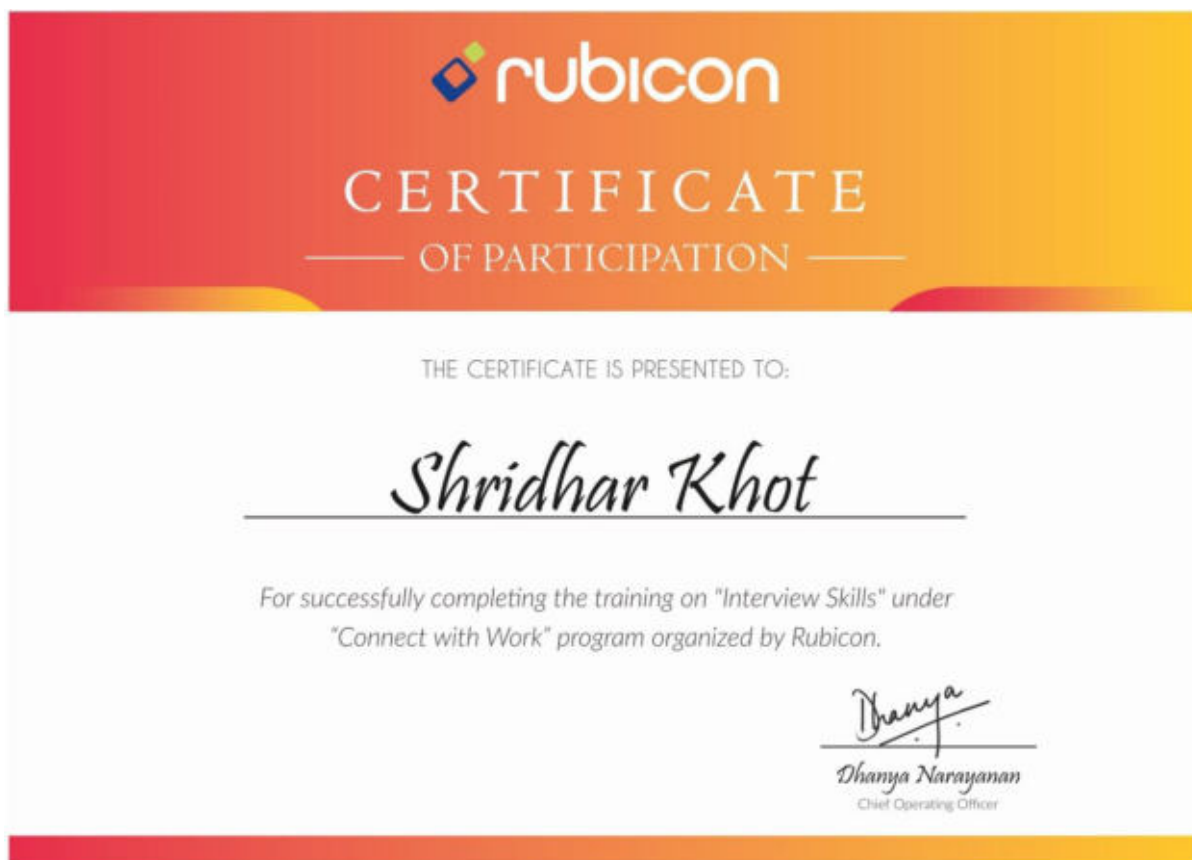 rubicon
CERTIFICATE
OF PARTICIPATION
THE CERTIFICATE IS PRESENTED TO:
Shridhar Khot
For successfully completing the training on "Interview Skills" under
"Connect with Work" program organized by Rubicon.
Dhanya
Dhanya Narayanan
Chief Operating Officer